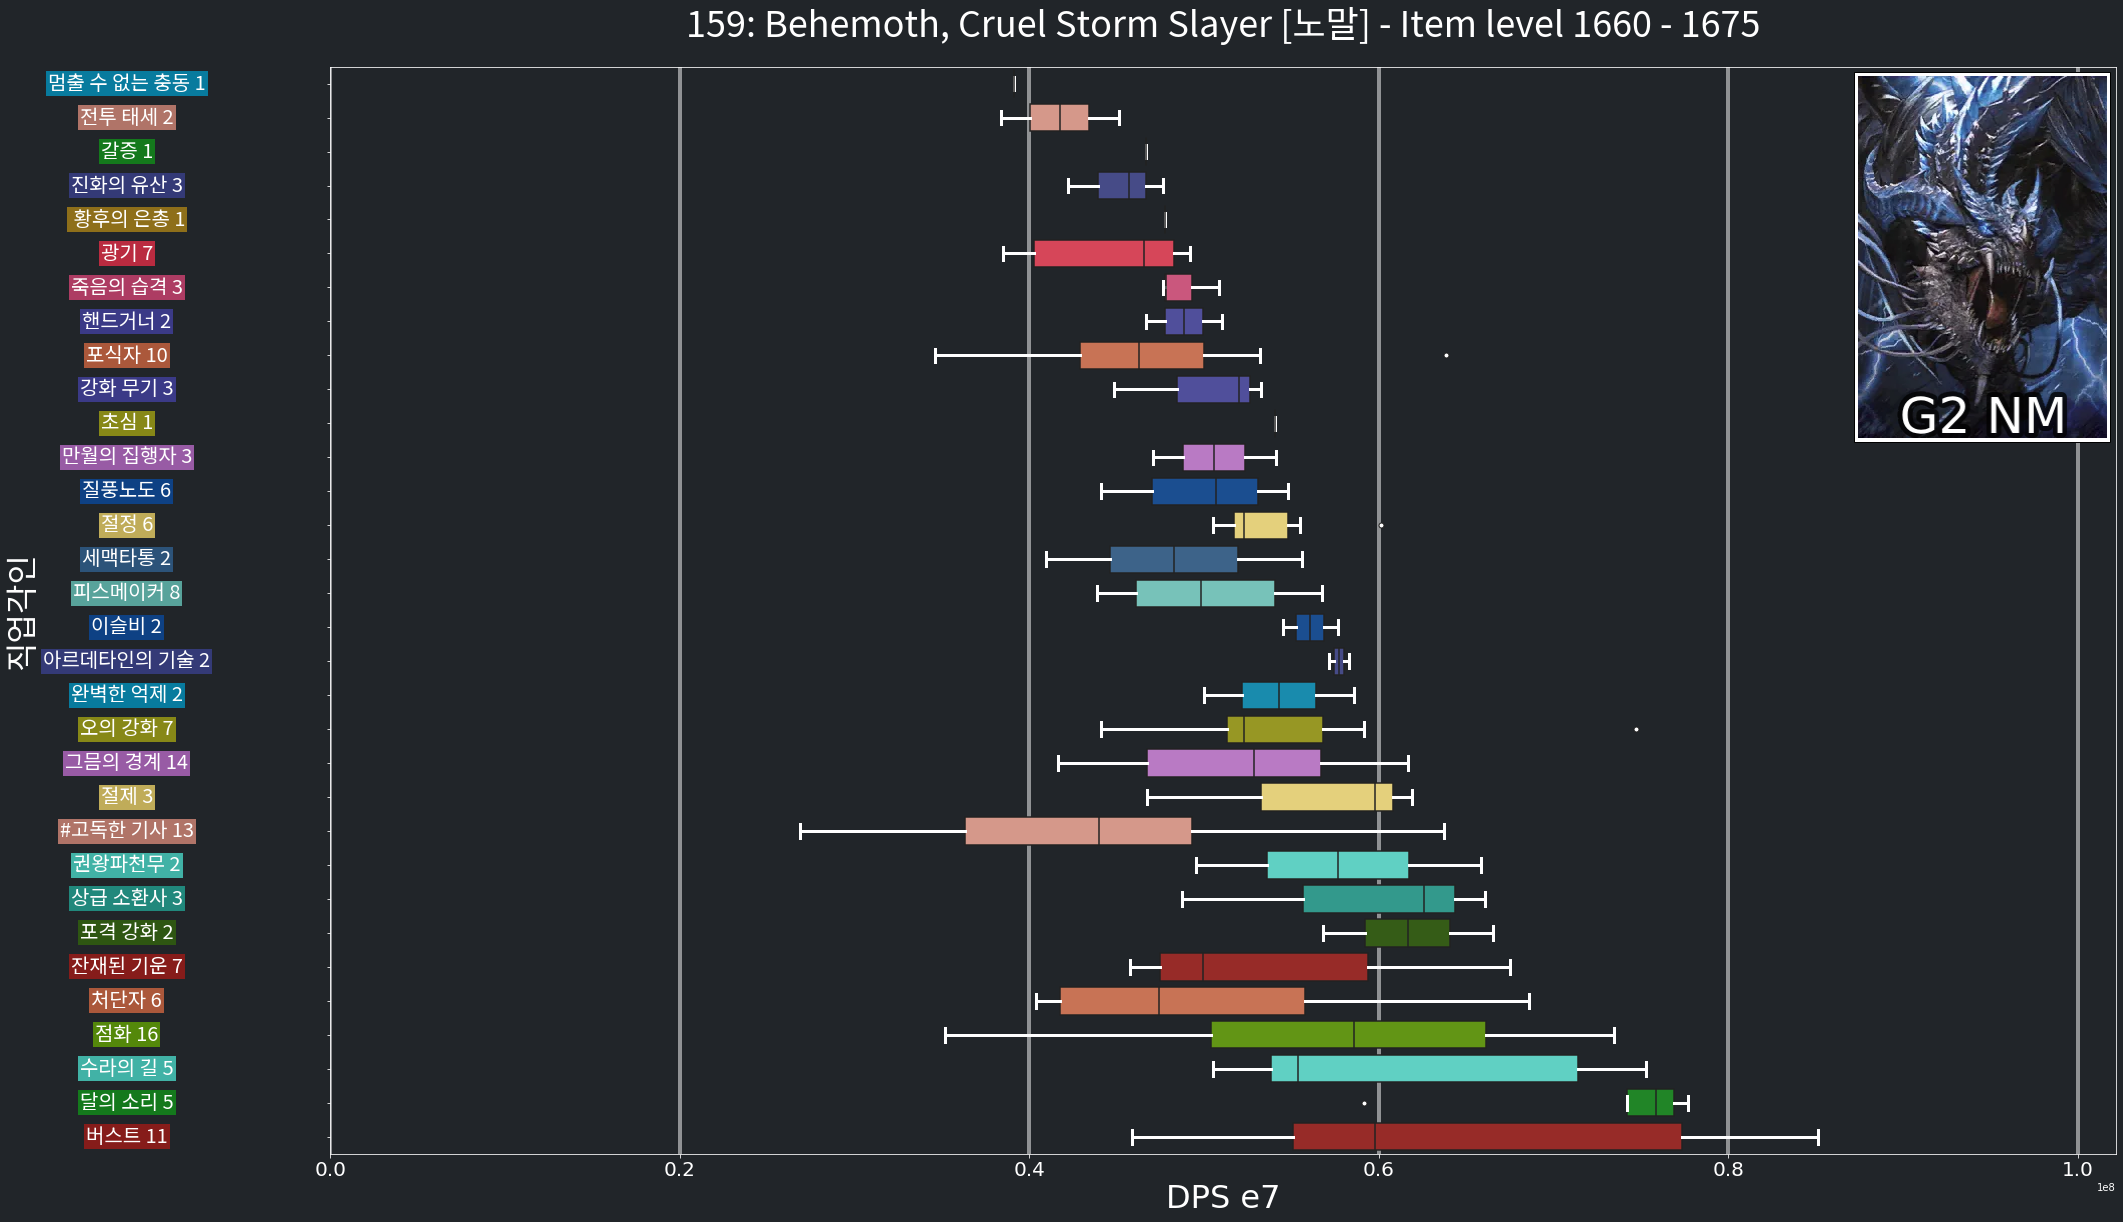 159: Behemoth, Cruel Storm Slayer [노말] - Item level 1660 - 1675
멈출 수 없는 충동 1
전투 태세 2
갈증 1
진화의 유산 3
황후의 은총 1
광기 7
죽음의 습격 3
핸드거너 2
포식자 10
강화 무기 3
초심 1
만월의 집행자 3
질풍노도 6
절정 6
세맥타통 2
피스메이커 8
이슬비 2
아르데타인의 기술 2
완벽한 억제 2
오의 강화 7
그믐의 경계 14
절제 3
#고독한 기사 13
권왕파천무 2
상급 소환사 3
포격 강화 2
잔재된 기운 7
처단자 6
점화 16
수라의 길 5
달의 소리 5
버스트 11
직업각인
G2 NM
0.0 0.2 0.4 0.6 0.8 1.0
1e8
DPS e7